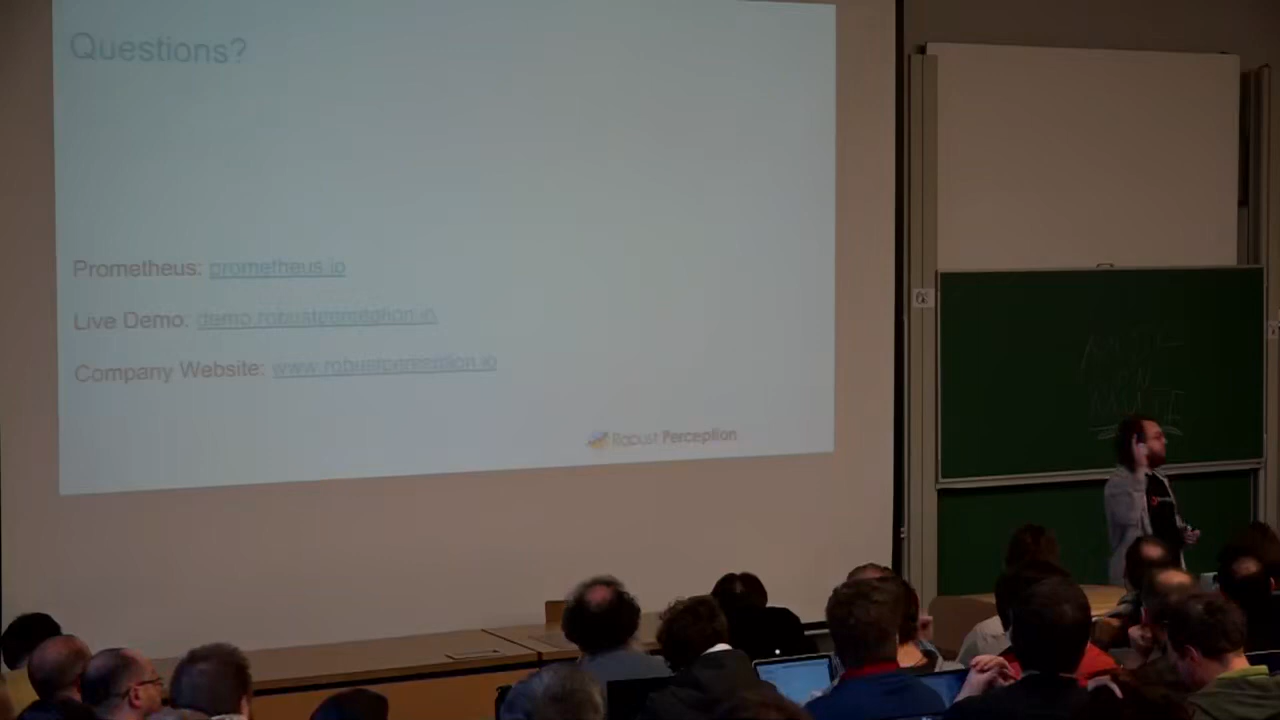 Questions?
Prometheus: prometheus.io
Live Demo: demo.robustperception.io
Company Website: www.robustperception.io
Robust Perception